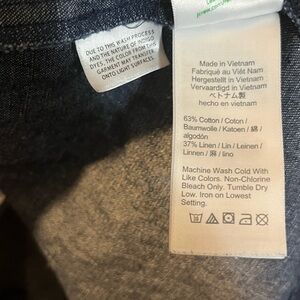 DUE TO THIS WASH PROCESS
AND THE NATURE OF INDIGO
DYES, THE COLOR FROM THIS
GARMENT MAY TRANSFER
ONTO LIGHT SURFACES.
Made in Vietnam
Fabriqué au Viêt Nam
Hergestellt in Vietnam
Vervaardigd in Vietnam
ベトナム製
hecho en vietnam
63% Cotton / Coton /
Baumwolle / Katoen / 綿 /
algodón
37% Linen / Lin / Leinen /
Linnen / 麻 / lino
Machine Wash Cold With
Like Colors. Non-Chlorine
Bleach Only. Tumble Dry
Low. Iron on Lowest
Setting.